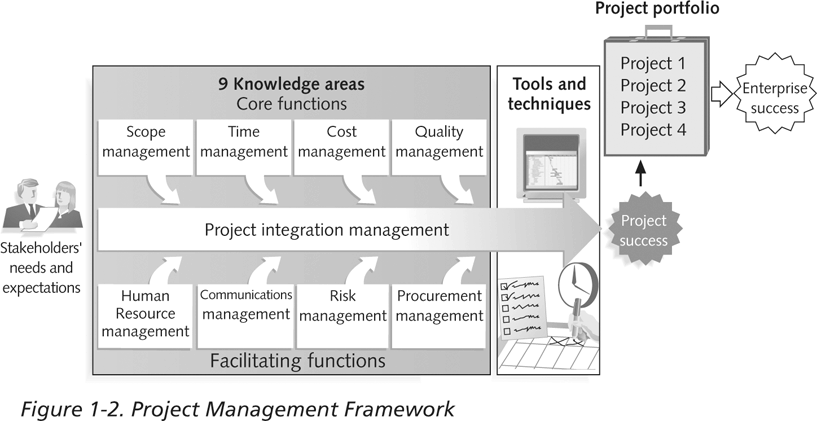 Project portfolio
Project 1
Project 2
Project 3
Project 4
Enterprise
success
9 Knowledge areas
Core functions
Tools and
techniques
Scope
management
Time
management
Cost
management
Quality
management
Stakeholders'
needs and
expectations
Project integration management
Project
success
Human
Resource
management
Communications
management
Risk
management
Procurement
management
Facilitating functions
Figure 1-2. Project Management Framework